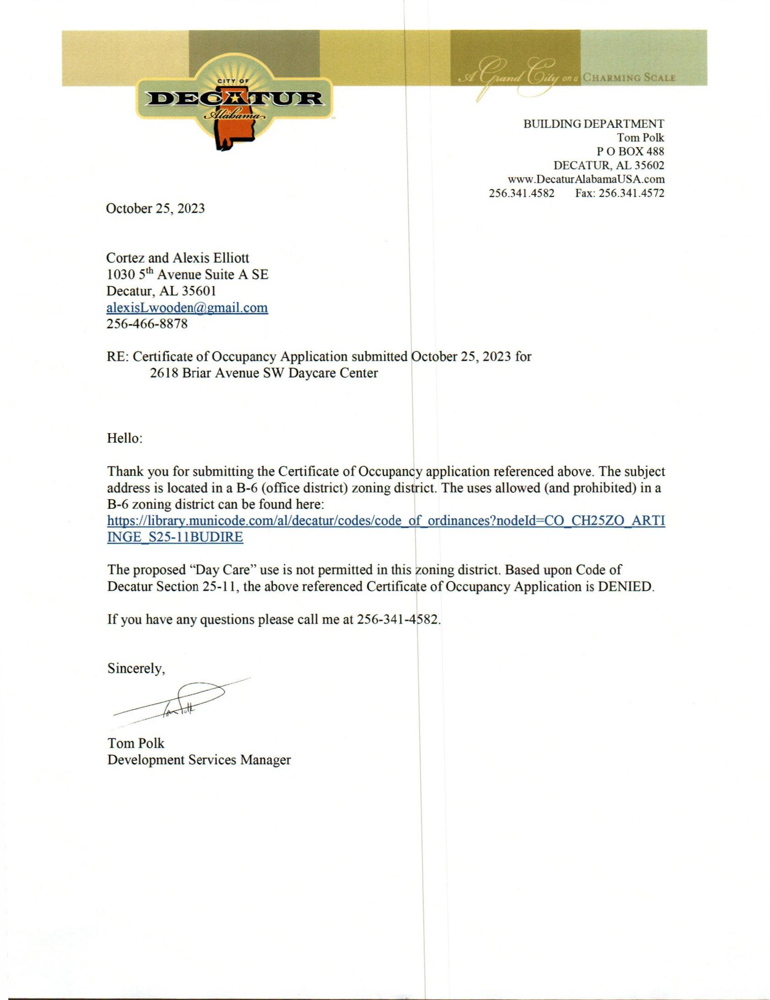 CITY OF
DECATUR
Alabama
A Grand City on a CHARMING SCALE
BUILDING DEPARTMENT
Tom Polk
P O BOX 488
DECATUR, AL 35602
www.DecaturAlabamaUSA.com
256.341.4582 Fax: 256.341.4572
October 25, 2023
Cortez and Alexis Elliott
1030 5th Avenue Suite A SE
Decatur, AL 35601
alexisLwooden@gmail.com
256-466-8878
RE: Certificate of Occupancy Application submitted October 25, 2023 for
2618 Briar Avenue SW Daycare Center
Hello:
Thank you for submitting the Certificate of Occupancy application referenced above. The subject
address is located in a B-6 (office district) zoning district. The uses allowed (and prohibited) in a
B-6 zoning district can be found here:
https://library.municode.com/al/decatur/codes/code_of_ordinances?nodeId=CO_CH25ZO_ARTI
INGE_S25-11BUDIRE
The proposed “Day Care” use is not permitted in this zoning district. Based upon Code of
Decatur Section 25-11, the above referenced Certificate of Occupancy Application is DENIED.
If you have any questions please call me at 256-341-4582.
Sincerely,
Tom Polk
Tom Polk
Development Services Manager